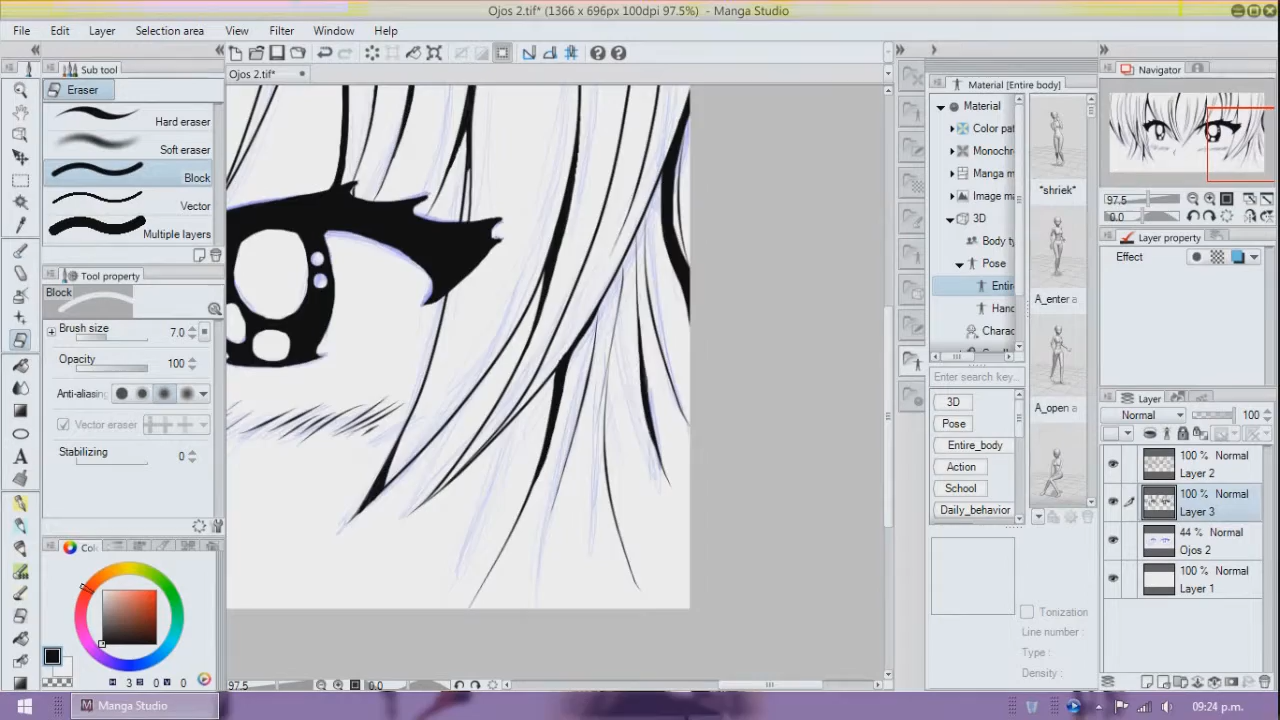 Ojos 2.tif* (1366 x 696px 100dpi 97.5%) - Manga Studio
File Edit Layer Selection area View Filter Window Help
Sub tool
Eraser
Hard eraser
Soft eraser
Block
Vector
Multiple layers
Tool property
Block
Brush size 7.0
Opacity 100
Anti-aliasing
Vector eraser
Stabilizing 0
Col
H 3 S 0 V 0
Ojos 2.tif*
97.5
0.0
Material [Entire body]
Material
Color pat
Monochr
Manga m
Image ma
3D
Body ty
Pose
Entire
Hand
Charac
Enter search key...
3D
Pose
Entire_body
Action
School
Daily_behavior
"shriek"
A_enter a
A_open a
Tonization
Line number :
Type :
Density :
Navigator
97.5
0.0
Layer property
Effect
Layer
Normal 100
100 % Normal
Layer 2
100 % Normal
Layer 3
44 % Normal
Ojos 2
100 % Normal
Layer 1
Manga Studio
09:24 p.m.